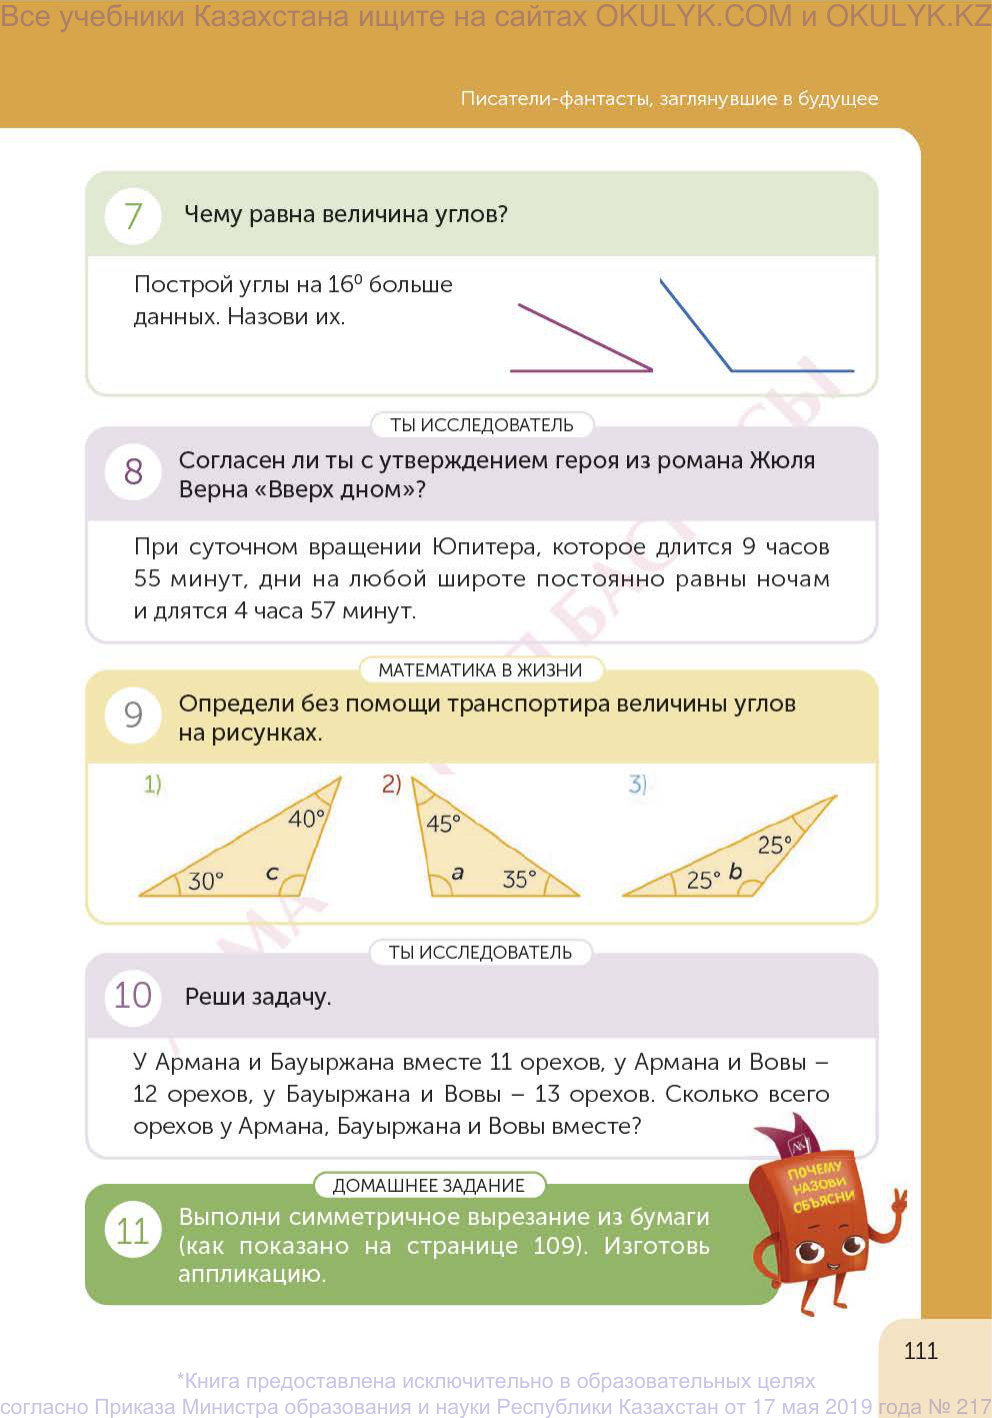 Все учебники Казахстана ищите на сайтах OKULYK.COM и OKULYK.KZ
Писатели-фантасты, заглянувшие в будущее
7
Чему равна величина углов?
Построй углы на 16⁰ больше
данных. Назови их.
ТЫ ИССЛЕДОВАТЕЛЬ
8
Согласен ли ты с утверждением героя из романа Жюля
Верна «Вверх дном»?
При суточном вращении Юпитера, которое длится 9 часов
55 минут, дни на любой широте постоянно равны ночам
и длятся 4 часа 57 минут.
МАТЕМАТИКА В ЖИЗНИ
9
Определи без помощи транспортира величины углов
на рисунках.
1)
40°
30°
c
2)
45°
a
35°
3)
25°
25°
b
ТЫ ИССЛЕДОВАТЕЛЬ
10
Реши задачу.
У Армана и Бауыржана вместе 11 орехов, у Армана и Вовы –
12 орехов, у Бауыржана и Вовы – 13 орехов. Сколько всего
орехов у Армана, Бауыржана и Вовы вместе?
ДОМАШНЕЕ ЗАДАНИЕ
11
Выполни симметричное вырезание из бумаги
(как показано на странице 109). Изготовь
аппликацию.
ПОЧЕМУ
НАЗОВИ
ОБЪЯСНИ
111
*Книга предоставлена исключительно в образовательных целях
согласно Приказа Министра образования и науки Республики Казахстан от 17 мая 2019 года № 217